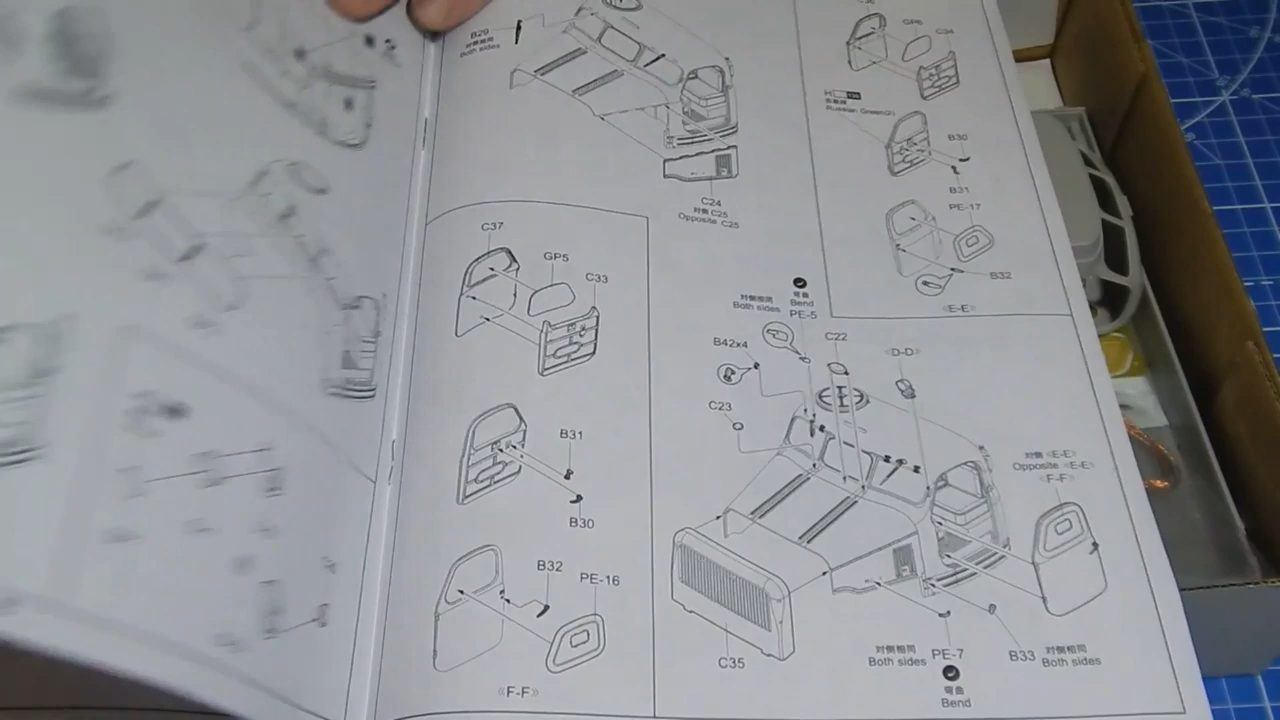 B29
对侧相同
Both sides
C24
对侧 C25
Opposite C25
GP6
C34
H
Russian Green(2)
B30
B31
PE-17
B32
《E-E》
C37
GP5
C33
B31
B30
B32
PE-16
《F-F》
对侧相同
Both sides
弯曲
Bend
PE-5
B42x4
C22
《D-D》
C23
对侧《E-E》
Opposite《E-E》
《F-F》
C35
对侧相同
Both sides
PE-7
弯曲
Bend
B33
对侧相同
Both sides